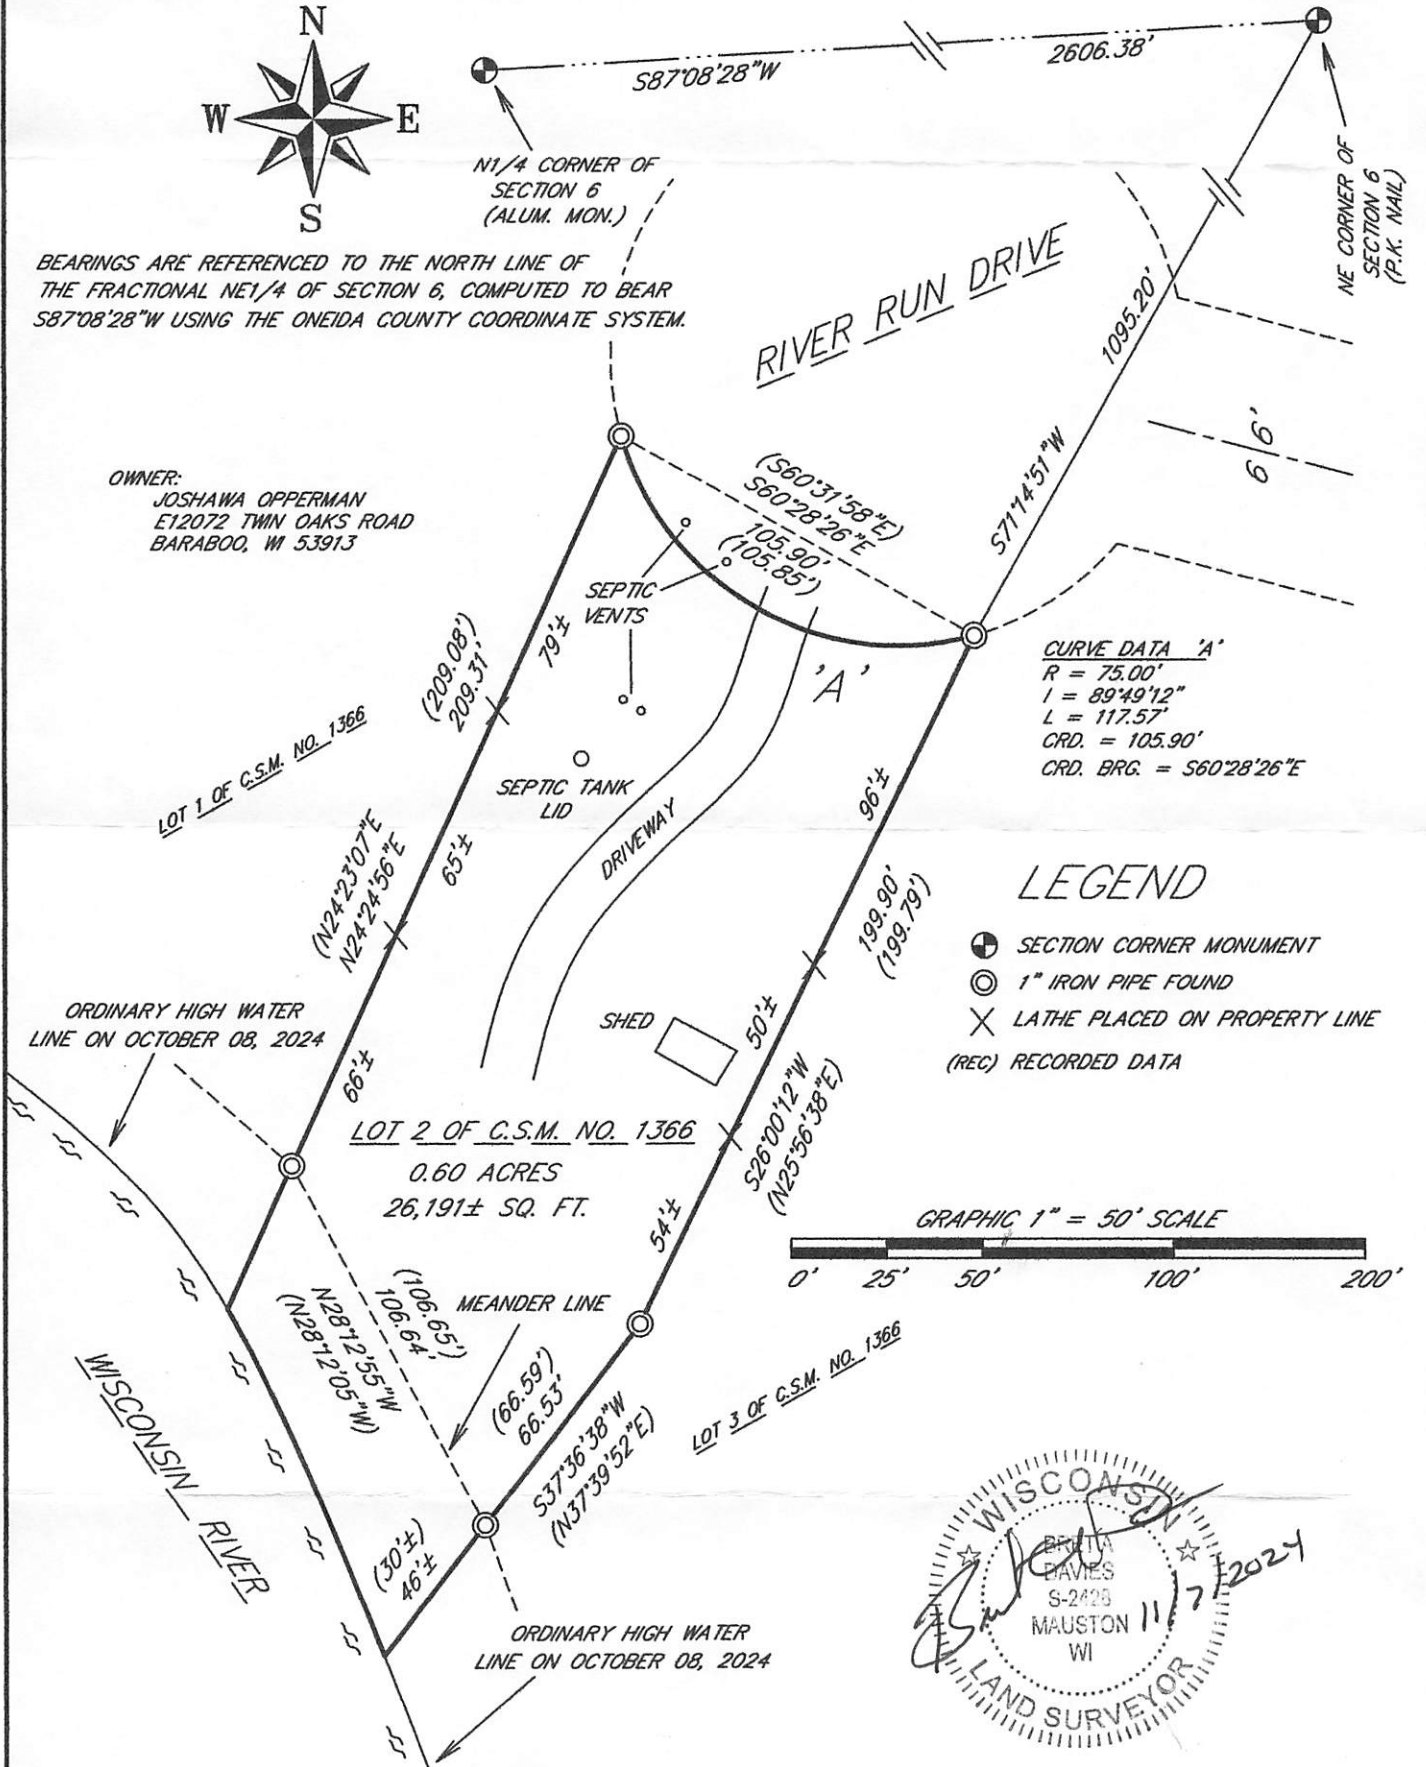 N
W E
S
S87°08'28"W
2606.38'
N1/4 CORNER OF
SECTION 6
(ALUM. MON.)
NE CORNER OF
SECTION 6
(P.K. NAIL)
BEARINGS ARE REFERENCED TO THE NORTH LINE OF
THE FRACTIONAL NE1/4 OF SECTION 6, COMPUTED TO BEAR
S87°08'28"W USING THE ONEIDA COUNTY COORDINATE SYSTEM.
RIVER RUN DRIVE
1095.20'
S71°14'51"W
6 6'
OWNER:
JOSHAWA OPPERMAN
E12072 TWIN OAKS ROAD
BARABOO, WI 53913
(S60°31'58"E)
S60°28'26"E
105.90'
(105.85')
SEPTIC
VENTS
(209.08')
209.31'
79'±
'A'
CURVE DATA 'A'
R = 75.00'
I = 89°49'12"
L = 117.57'
CRD. = 105.90'
CRD. BRG. = S60°28'26"E
LOT 1 OF C.S.M. NO. 1366
SEPTIC TANK
LID
DRIVEWAY
96'±
(N24°23'07"E
N24°24'56"E
65'±
199.90'
(199.79')
LEGEND
SECTION CORNER MONUMENT
1" IRON PIPE FOUND
LATHE PLACED ON PROPERTY LINE
(REC) RECORDED DATA
ORDINARY HIGH WATER
LINE ON OCTOBER 08, 2024
SHED
50'±
66'±
S26°00'12"W
(N25°56'38"E)
LOT 2 OF C.S.M. NO. 1366
0.60 ACRES
26,191± SQ. FT.
54'±
GRAPHIC 1" = 50' SCALE
0' 25' 50' 100' 200'
(106.65')
106.64'
N28°12'55"W
(N28°12'05"W)
MEANDER LINE
(66.59')
66.53'
S37°36'38"W
(N37°39'52"E)
LOT 3 OF C.S.M. NO. 1366
WISCONSIN RIVER
(30'±)
46'±
ORDINARY HIGH WATER
LINE ON OCTOBER 08, 2024
WISCONSIN
DAVIES
MAUSTON
WI
LAND SURVEYOR
11/7/2024